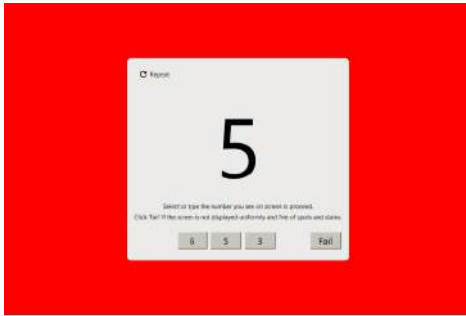 Repeat
5
Select or type the number you see on screen to proceed.
Click 'Fail' if the screen is not displayed uniformly and free of spots and stains.
6 5 3 Fail